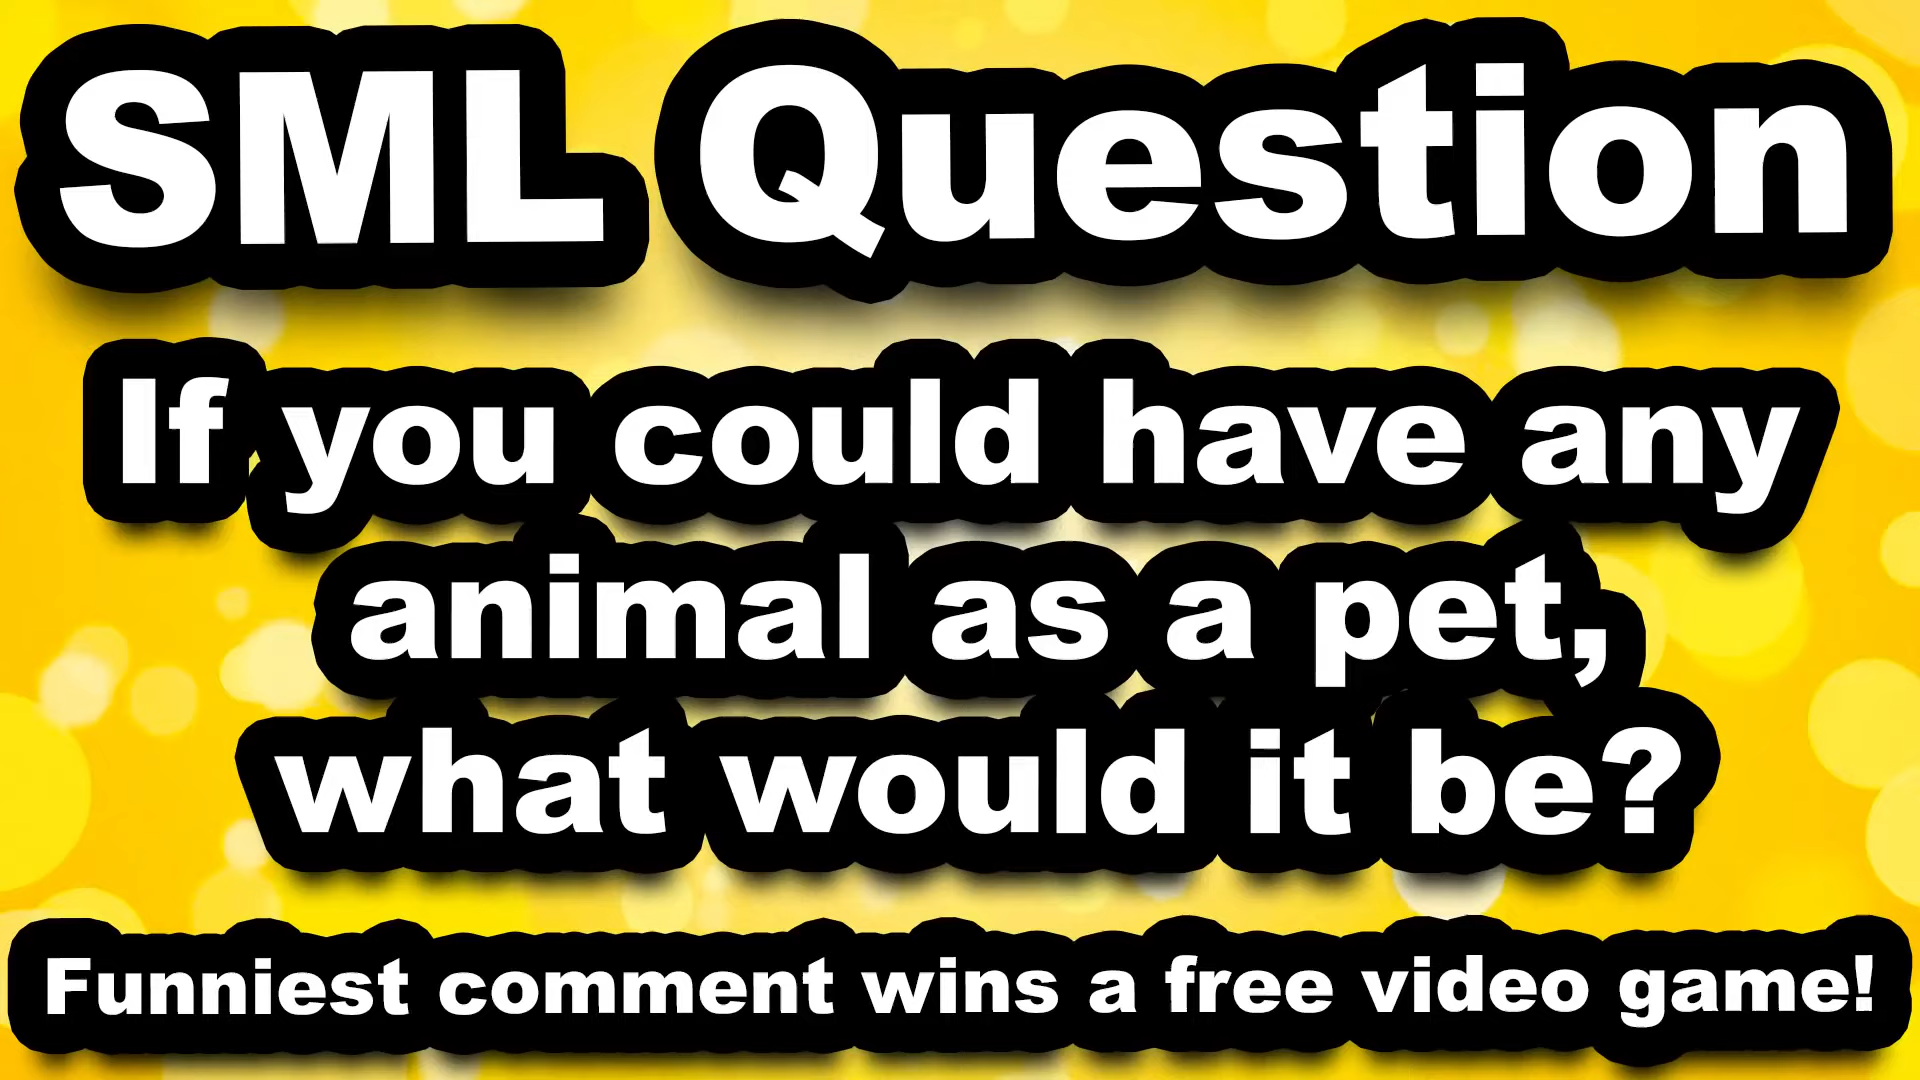 SML Question
If you could have any
animal as a pet,
what would it be?
Funniest comment wins a free video game!